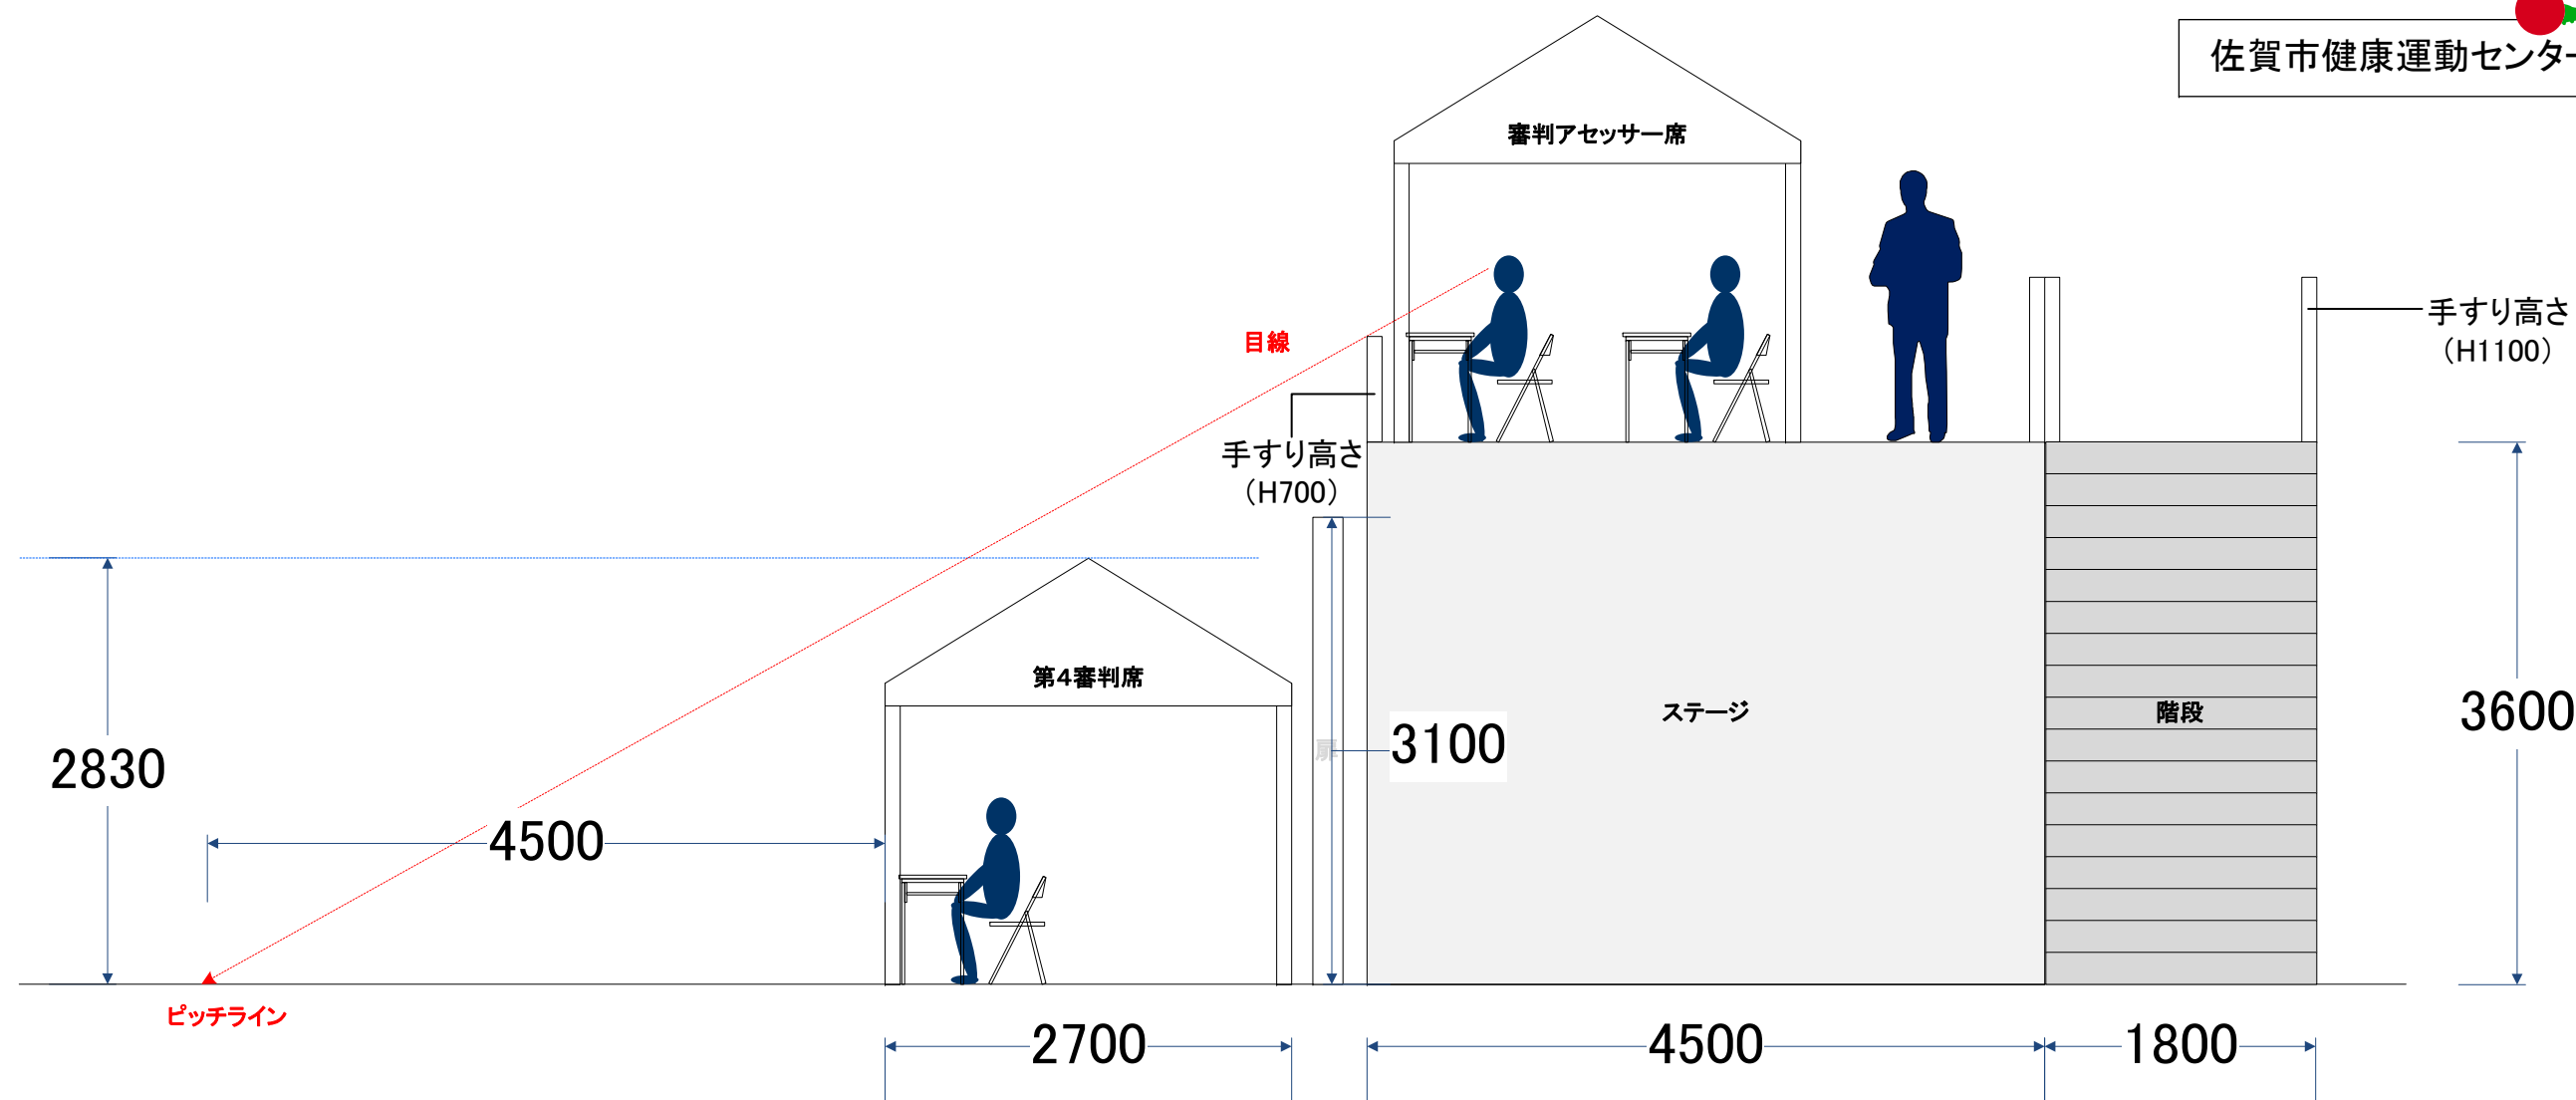 佐賀市健康運動センター
審判アセッサー席
目線
手すり高さ
（H1100）
手すり高さ
（H700）
第4審判席
ステージ
階段
扉
3600
2830
3100
4500
ピッチライン
2700
4500
1800